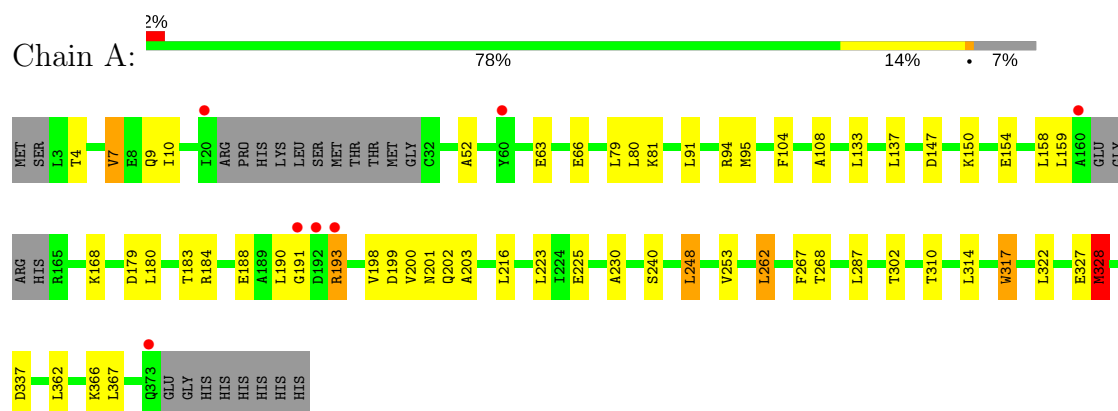 2%
Chain A:
78% 14% • 7%
MET SER L3 T4 V7 E8 Q9 I10 I20 ARG PRO HIS LYS LEU SER MET THR THR MET GLY C32 A52 Y60 E63 E66 L79 L80 K81 L91 R94 M95 F104 A108 L133 L137 D147 K150 E154 L158 L159 A160 GLU GLY
ARG HIS R165 K168 D179 L180 T183 R184 E188 A189 L190 G191 D192 R193 V198 D199 V200 N201 Q202 A203 L216 L223 I224 E225 A230 S240 L248 V253 L262 F267 T268 L287 T302 T310 L314 W317 L322 E327 M328
D337 L362 K366 L367 Q373 GLU GLY HIS HIS HIS HIS HIS HIS